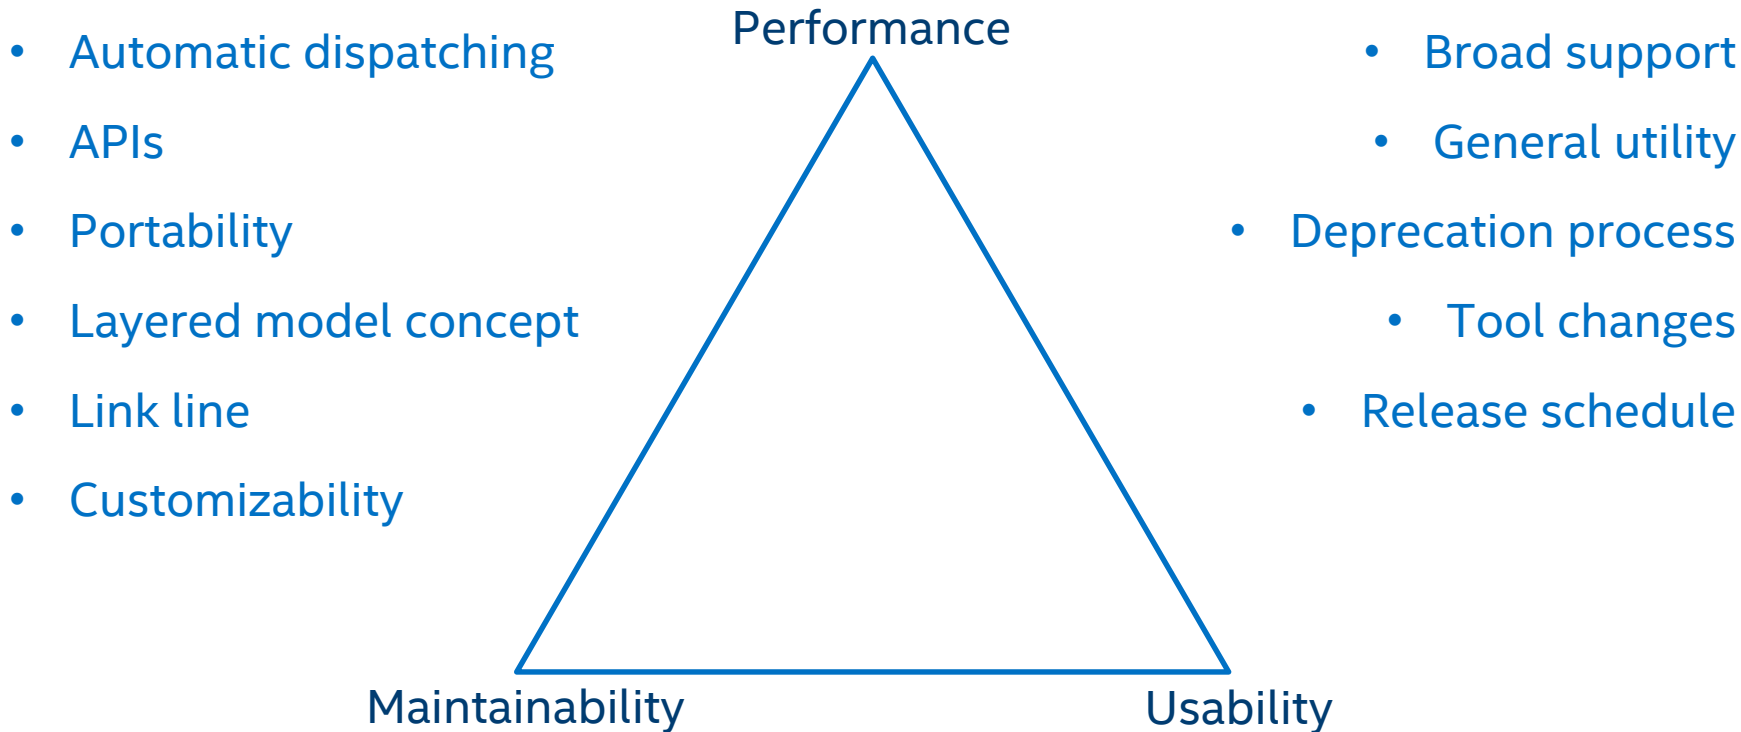 Performance
• Automatic dispatching
• APIs
• Portability
• Layered model concept
• Link line
• Customizability
• Broad support
• General utility
• Deprecation process
• Tool changes
• Release schedule
Maintainability
Usability